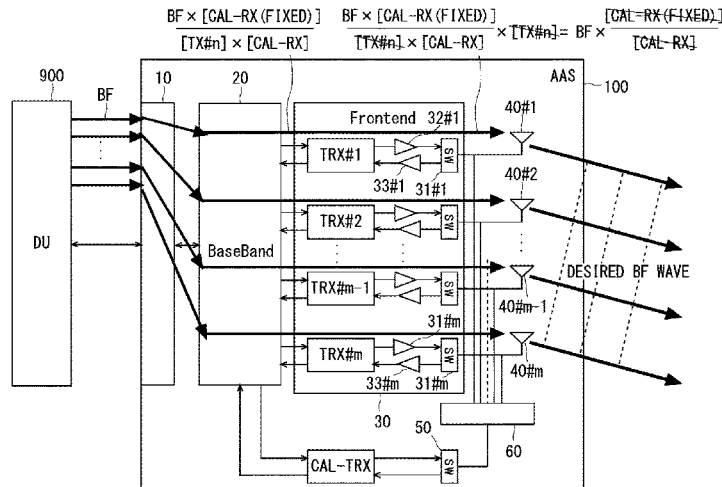 BF × [CAL-RX(FIXED)]
[TX#n] × [CAL-RX]
BF × [CAL-RX(FIXED)]
[TX#n] × [CAL-RX]
× [TX#n] = BF × [CAL-RX(FIXED)]
[CAL-RX]
900
10
20
AAS
100
BF
Frontend
32#1
40#1
TRX#1
SW
33#1
31#1
40#2
TRX#2
SW
DU
BaseBand
DESIRED BF WAVE
TRX#m-1
SW
40#m-1
31#m
TRX#m
SW
33#m
31#m
40#m
30
50
60
CAL-TRX
SW